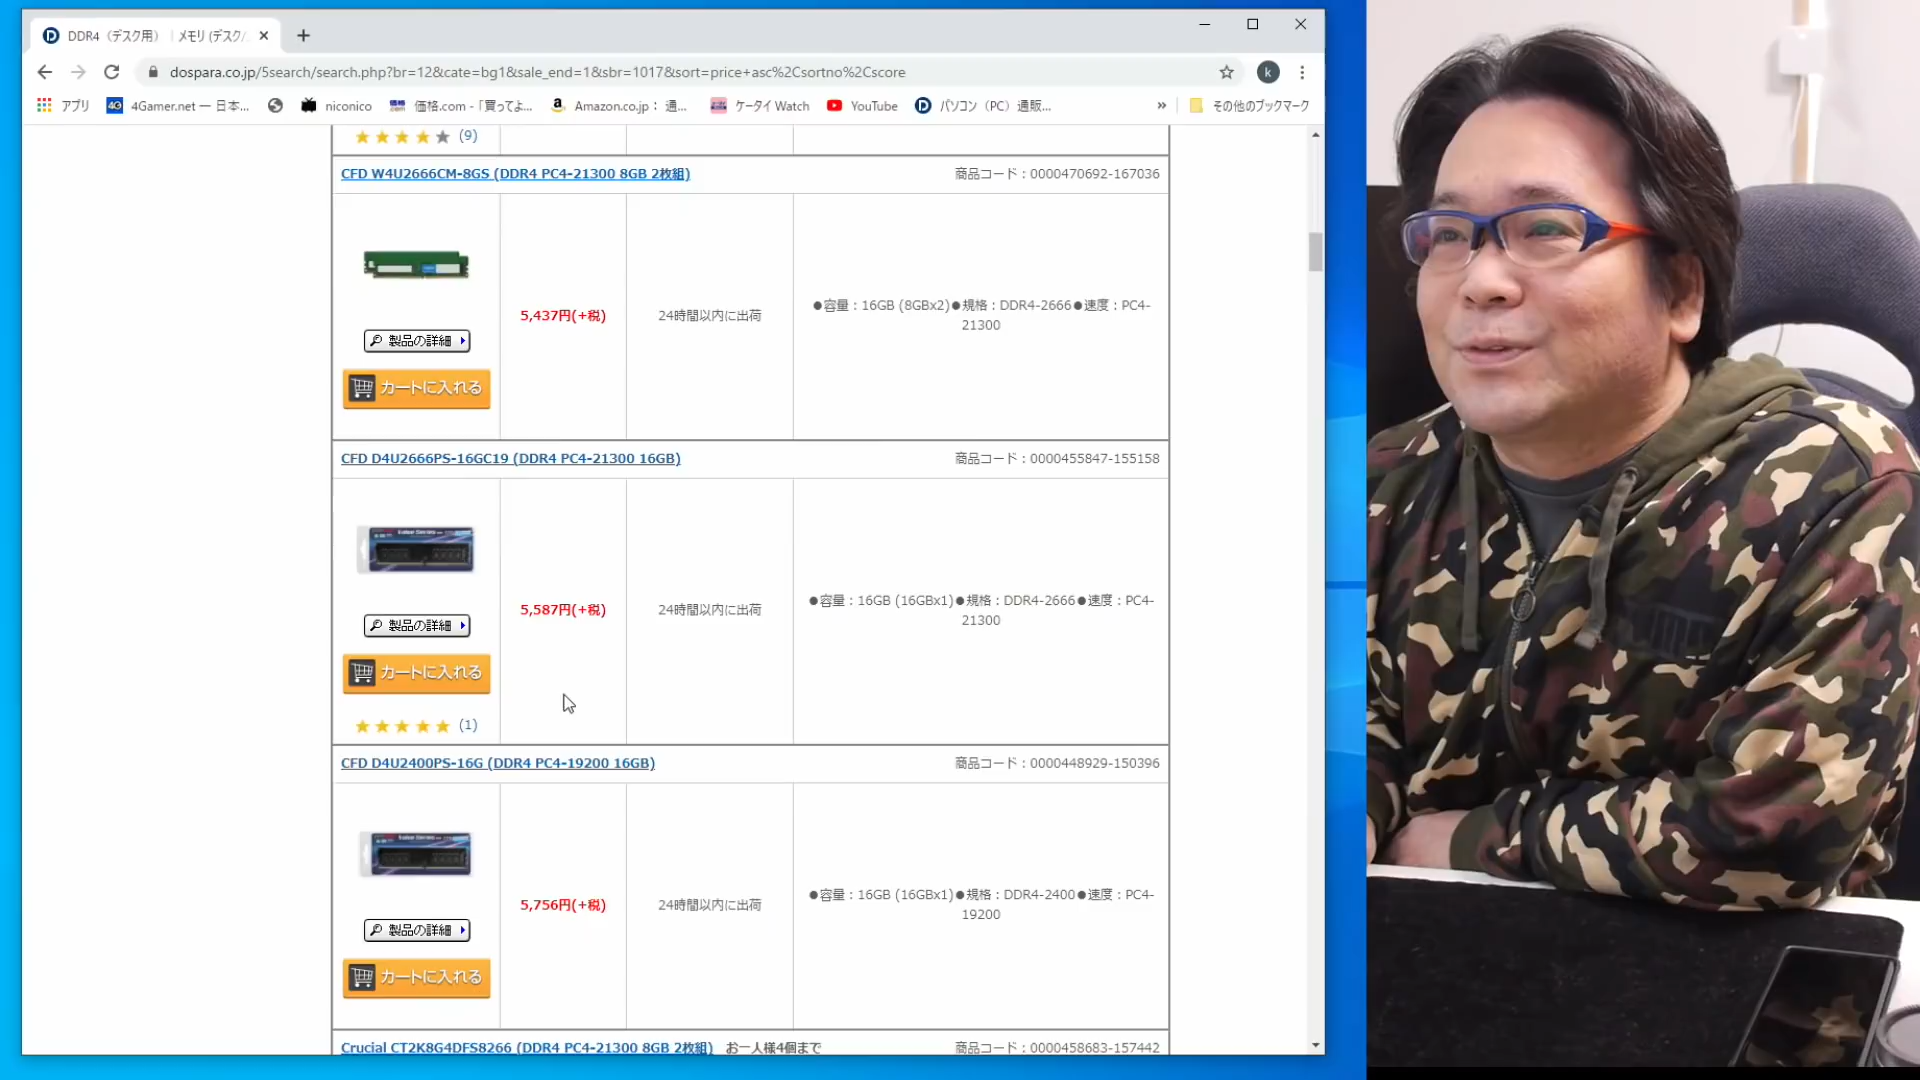 DDR4（デスク用）｜メモリ (デスク/
dospara.co.jp/5search/search.php?br=12&cate=bg1&sale_end=1&sbr=1017&sort=price+asc%2Csortno%2Cscore
k
アプリ
4Gamer.net ― 日本...
niconico
価格.com -「買ってよ...
Amazon.co.jp： 通...
ケータイ Watch
YouTube
パソコン（PC）通販...
»
その他のブックマーク
(9)
CFD W4U2666CM-8GS (DDR4 PC4-21300 8GB 2枚組)
商品コード：0000470692-167036
製品の詳細
カートに入れる
5,437円(+税)
24時間以内に出荷
●容量：16GB (8GBx2)●規格：DDR4-2666●速度：PC4-
21300
CFD D4U2666PS-16GC19 (DDR4 PC4-21300 16GB)
商品コード：0000455847-155158
製品の詳細
カートに入れる
(1)
5,587円(+税)
24時間以内に出荷
●容量：16GB (16GBx1)●規格：DDR4-2666●速度：PC4-
21300
CFD D4U2400PS-16G (DDR4 PC4-19200 16GB)
商品コード：0000448929-150396
製品の詳細
カートに入れる
5,756円(+税)
24時間以内に出荷
●容量：16GB (16GBx1)●規格：DDR4-2400●速度：PC4-
19200
Crucial CT2K8G4DFS8266 (DDR4 PC4-21300 8GB 2枚組)
お一人様4個まで
商品コード：0000458683-157442